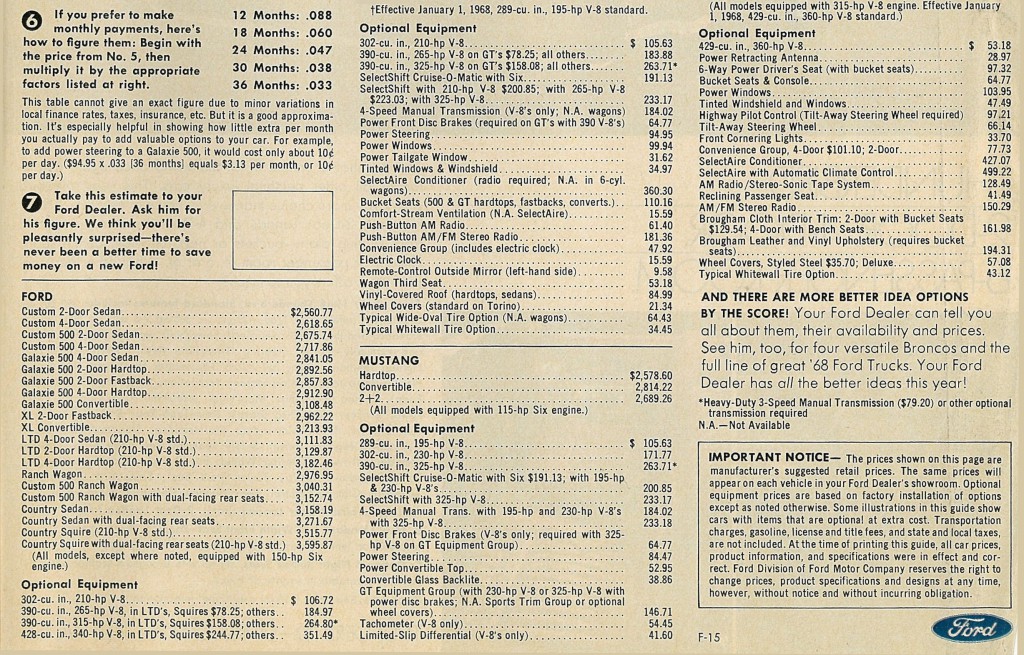 6 If you prefer to make
monthly payments, here's
how to figure them: Begin with
the price from No. 5, then
multiply it by the appropriate
factors listed at right.
12 Months: .088
18 Months: .060
24 Months: .047
30 Months: .038
36 Months: .033
This table cannot give an exact figure due to minor variations in
local finance rates, taxes, insurance, etc. But it is a good approxima-
tion. It's especially helpful in showing how little extra per month
you actually pay to add valuable options to your car. For example,
to add power steering to a Galaxie 500, it would cost only about 10¢
per day. ($94.95 x .033 [36 months] equals $3.13 per month, or 10¢
per day.)
7 Take this estimate to your
Ford Dealer. Ask him for
his figure. We think you'll be
pleasantly surprised—there's
never been a better time to save
money on a new Ford!
FORD
Custom 2-Door Sedan $2,560.77
Custom 4-Door Sedan 2,618.65
Custom 500 2-Door Sedan 2,675.74
Custom 500 4-Door Sedan 2,717.86
Galaxie 500 4-Door Sedan 2,841.05
Galaxie 500 2-Door Hardtop 2,892.56
Galaxie 500 2-Door Fastback 2,857.83
Galaxie 500 4-Door Hardtop 2,912.90
Galaxie 500 Convertible 3,108.48
XL 2-Door Fastback 2,962.22
XL Convertible 3,213.93
LTD 4-Door Sedan (210-hp V-8 std.) 3,111.83
LTD 2-Door Hardtop (210-hp V-8 std.) 3,129.87
LTD 4-Door Hardtop (210-hp V-8 std.) 3,182.46
Ranch Wagon 2,976.95
Custom 500 Ranch Wagon 3,040.31
Custom 500 Ranch Wagon with dual-facing rear seats 3,152.74
Country Sedan 3,158.19
Country Sedan with dual-facing rear seats 3,271.67
Country Squire (210-hp V-8 std.) 3,515.77
Country Squire with dual-facing rear seats (210-hp V-8 std.) 3,595.87
(All models, except where noted, equipped with 150-hp Six
engine.)
Optional Equipment
302-cu. in., 210-hp V-8 $ 106.72
390-cu. in., 265-hp V-8, in LTD's, Squires $78.25; others 184.97
390-cu. in., 315-hp V-8, in LTD's, Squires $158.08; others 264.80*
428-cu. in., 340-hp V-8, in LTD's, Squires $244.77; others 351.49
†Effective January 1, 1968, 289-cu. in., 195-hp V-8 standard.
Optional Equipment
302-cu. in., 210-hp V-8 $ 105.63
390-cu. in., 265-hp V-8 on GT's $78.25; all others 183.88
390-cu. in., 325-hp V-8 on GT's $158.08; all others 263.71*
SelectShift Cruise-O-Matic with Six 191.13
SelectShift with 210-hp V-8 $200.85; with 265-hp V-8
$223.03; with 325-hp V-8 233.17
4-Speed Manual Transmission (V-8's only; N.A. wagons) 184.02
Power Front Disc Brakes (required on GT's with 390 V-8's) 64.77
Power Steering 94.95
Power Windows 99.94
Power Tailgate Window 31.62
Tinted Windows & Windshield 34.97
SelectAire Conditioner (radio required; N.A. in 6-cyl.
wagons) 360.30
Bucket Seats (500 & GT hardtops, fastbacks, converts.) 110.16
Comfort-Stream Ventilation (N.A. SelectAire) 15.59
Push-Button AM Radio 61.40
Push-Button AM/FM Stereo Radio 181.36
Convenience Group (includes electric clock) 47.92
Electric Clock 15.59
Remote-Control Outside Mirror (left-hand side) 9.58
Wagon Third Seat 53.18
Vinyl-Covered Roof (hardtops, sedans) 84.99
Wheel Covers (standard on Torino) 21.34
Typical Wide-Oval Tire Option (N.A. wagons) 64.43
Typical Whitewall Tire Option 34.45
MUSTANG
Hardtop $2,578.60
Convertible 2,814.22
2+2 2,689.26
(All models equipped with 115-hp Six engine.)
Optional Equipment
289-cu. in., 195-hp V-8 $ 105.63
302-cu. in., 230-hp V-8 171.77
390-cu. in., 325-hp V-8 263.71*
SelectShift Cruise-O-Matic with Six $191.13; with 195-hp
& 230-hp V-8's 200.85
SelectShift with 325-hp V-8 233.17
4-Speed Manual Trans. with 195-hp and 230-hp V-8's 184.02
with 325-hp V-8 233.18
Power Front Disc Brakes (V-8's only; required with 325-
hp V-8 on GT Equipment Group) 64.77
Power Steering 84.47
Power Convertible Top 52.95
Convertible Glass Backlite 38.86
GT Equipment Group (with 230-hp V-8 or 325-hp V-8 with
power disc brakes; N.A. Sports Trim Group or optional
wheel covers) 146.71
Tachometer (V-8 only) 54.45
Limited-Slip Differential (V-8's only) 41.60
(All models equipped with 315-hp V-8 engine. Effective January
1, 1968, 429-cu. in., 360-hp V-8 standard.)
Optional Equipment
429-cu. in., 360-hp V-8 $ 53.18
Power Retracting Antenna 28.97
6-Way Power Driver's Seat (with bucket seats) 97.32
Bucket Seats & Console 64.77
Power Windows 103.95
Tinted Windshield and Windows 47.49
Highway Pilot Control (Tilt-Away Steering Wheel required) 97.21
Tilt-Away Steering Wheel 66.14
Front Cornering Lights 33.70
Convenience Group, 4-Door $101.10; 2-Door 77.73
SelectAire Conditioner 427.07
SelectAire with Automatic Climate Control 499.22
AM Radio/Stereo-Sonic Tape System 128.49
Reclining Passenger Seat 41.49
AM/FM Stereo Radio 150.29
Brougham Cloth Interior Trim: 2-Door with Bucket Seats
$129.54; 4-Door with Bench Seats 161.98
Brougham Leather and Vinyl Upholstery (requires bucket
seats) 194.31
Wheel Covers, Styled Steel $35.70; Deluxe 57.08
Typical Whitewall Tire Option 43.12
AND THERE ARE MORE BETTER IDEA OPTIONS
BY THE SCORE! Your Ford Dealer can tell you
all about them, their availability and prices.
See him, too, for four versatile Broncos and the
full line of great '68 Ford Trucks. Your Ford
Dealer has all the better ideas this year!
*Heavy-Duty 3-Speed Manual Transmission ($79.20) or other optional
transmission required
N.A.—Not Available
IMPORTANT NOTICE— The prices shown on this page are
manufacturer's suggested retail prices. The same prices will
appear on each vehicle in your Ford Dealer's showroom. Optional
equipment prices are based on factory installation of options
except as noted otherwise. Some illustrations in this guide show
cars with items that are optional at extra cost. Transportation
charges, gasoline, license and title fees, and state and local taxes,
are not included. At the time of printing this guide, all car prices,
product information, and specifications were in effect and cor-
rect. Ford Division of Ford Motor Company reserves the right to
change prices, product specifications and designs at any time,
however, without notice and without incurring obligation.
F-15
Ford